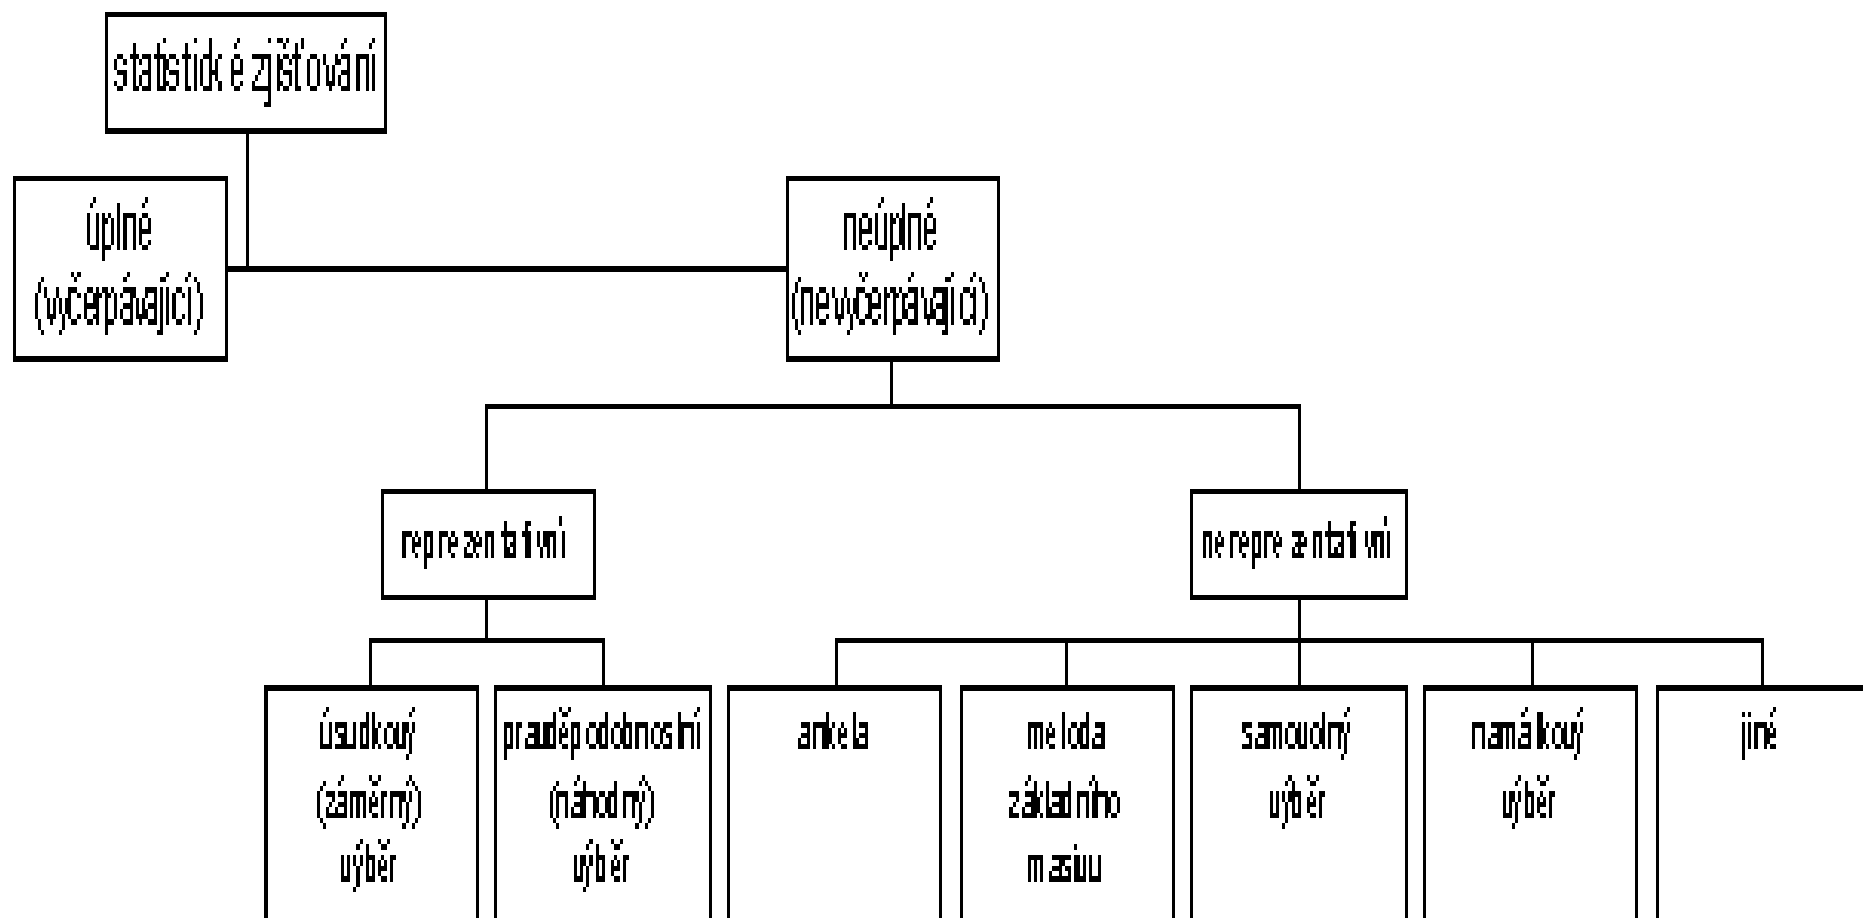 statistické zjišťování
úplné
(vyčerpávající)
neúplné
(nevyčerpávající)
reprezentativní
nereprezentativní
úsudkový
(záměrný)
výběr
pravděpodobnostní
(náhodný)
výběr
anketa
metoda
základního
masivu
samovolný
výběr
namátkový
výběr
jiné